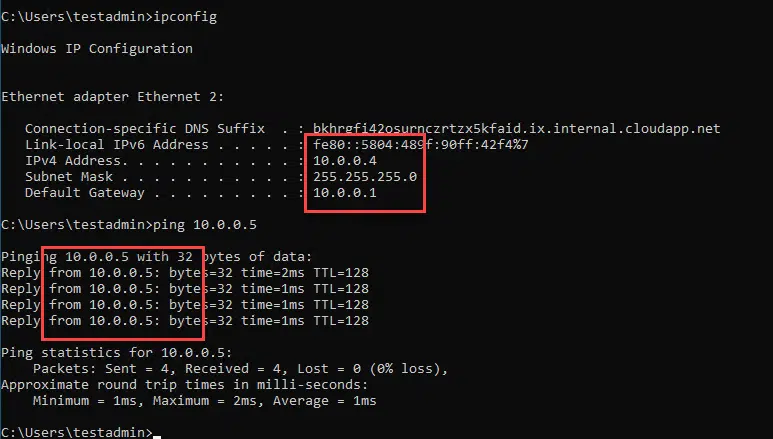 C:\Users\testadmin>ipconfig
Windows IP Configuration
Ethernet adapter Ethernet 2:
Connection-specific DNS Suffix  . : bkhrgfi42osurnczrtzx5kfaid.ix.internal.cloudapp.net
Link-local IPv6 Address . . . . . : fe80::5804:489f:90ff:42f4%7
IPv4 Address. . . . . . . . . . . : 10.0.0.4
Subnet Mask . . . . . . . . . . . : 255.255.255.0
Default Gateway . . . . . . . . . : 10.0.0.1
C:\Users\testadmin>ping 10.0.0.5
Pinging 10.0.0.5 with 32 bytes of data:
Reply from 10.0.0.5: bytes=32 time=2ms TTL=128
Reply from 10.0.0.5: bytes=32 time=1ms TTL=128
Reply from 10.0.0.5: bytes=32 time=1ms TTL=128
Reply from 10.0.0.5: bytes=32 time=1ms TTL=128
Ping statistics for 10.0.0.5:
Packets: Sent = 4, Received = 4, Lost = 0 (0% loss),
Approximate round trip times in milli-seconds:
Minimum = 1ms, Maximum = 2ms, Average = 1ms
C:\Users\testadmin>